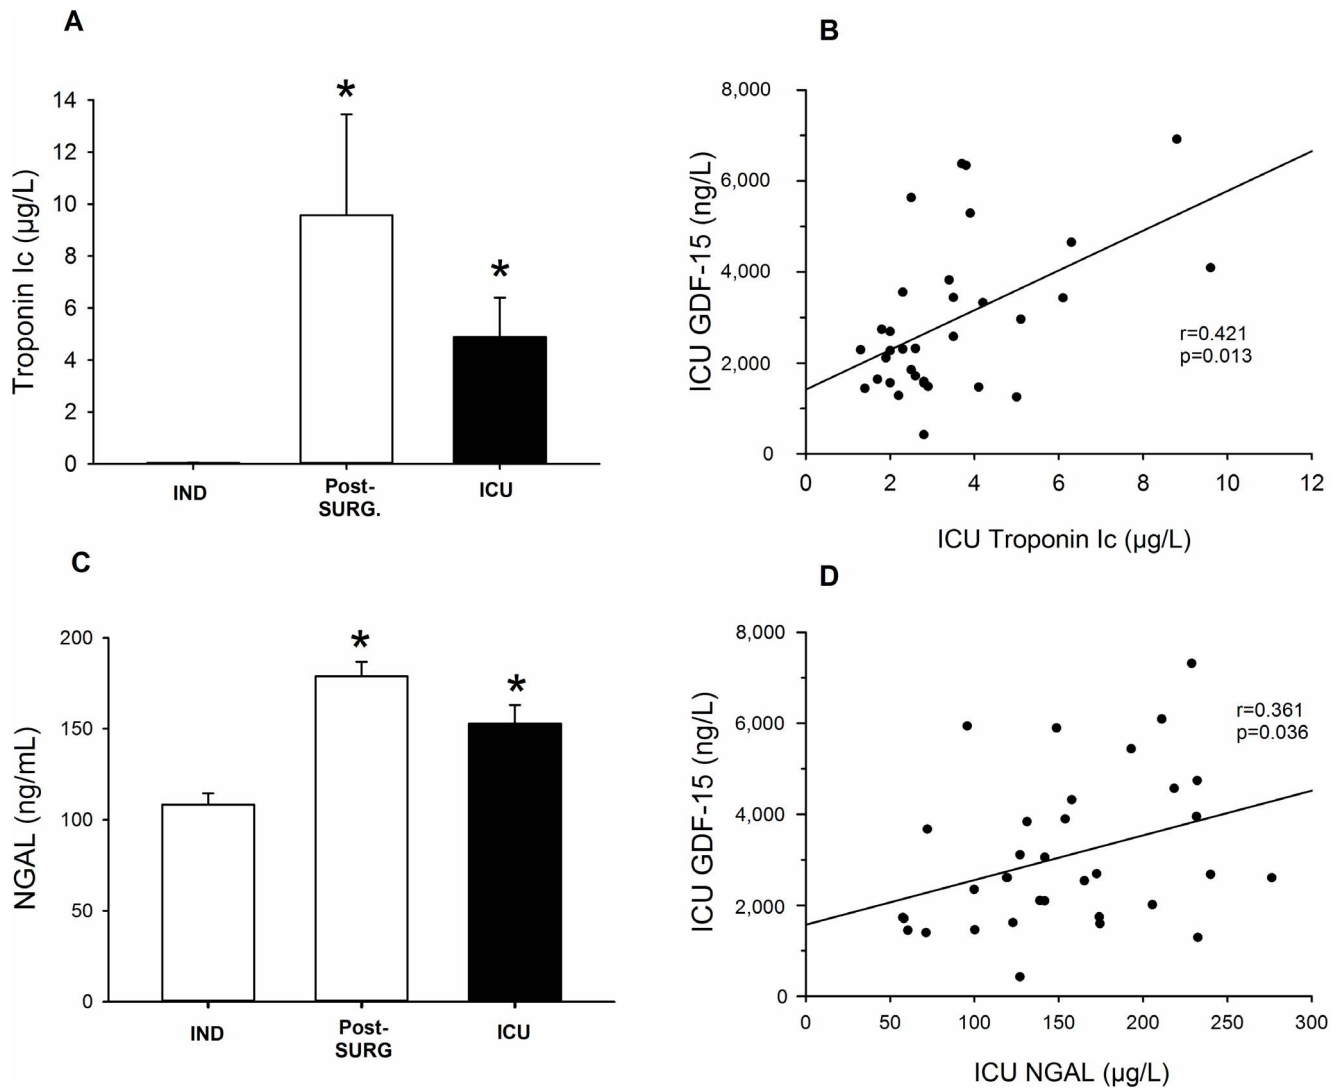 A
Troponin Ic (µg/L)
14
12
10
8
6
4
2
0
*
*
IND
Post-
SURG.
ICU
B
ICU GDF-15 (ng/L)
8,000
6,000
4,000
2,000
0
r=0.421
p=0.013
0 2 4 6 8 10 12
ICU Troponin Ic (µg/L)
C
NGAL (ng/mL)
200
150
100
50
0
*
*
IND
Post-
SURG
ICU
D
ICU GDF-15 (ng/L)
8,000
6,000
4,000
2,000
0
r=0.361
p=0.036
0 50 100 150 200 250 300
ICU NGAL (µg/L)